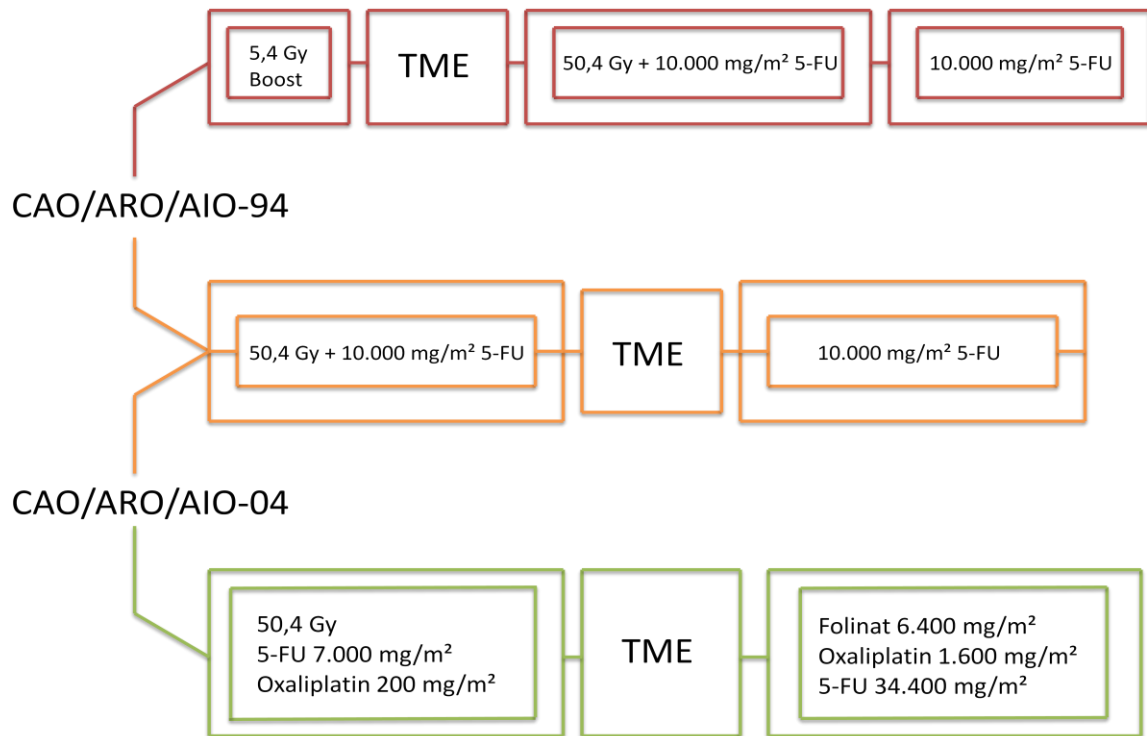 5,4 Gy
Boost
TME
50,4 Gy + 10.000 mg/m² 5-FU
10.000 mg/m² 5-FU
CAO/ARO/AIO-94
50,4 Gy + 10.000 mg/m² 5-FU
TME
10.000 mg/m² 5-FU
CAO/ARO/AIO-04
50,4 Gy
5-FU 7.000 mg/m²
Oxaliplatin 200 mg/m²
TME
Folinat 6.400 mg/m²
Oxaliplatin 1.600 mg/m²
5-FU 34.400 mg/m²